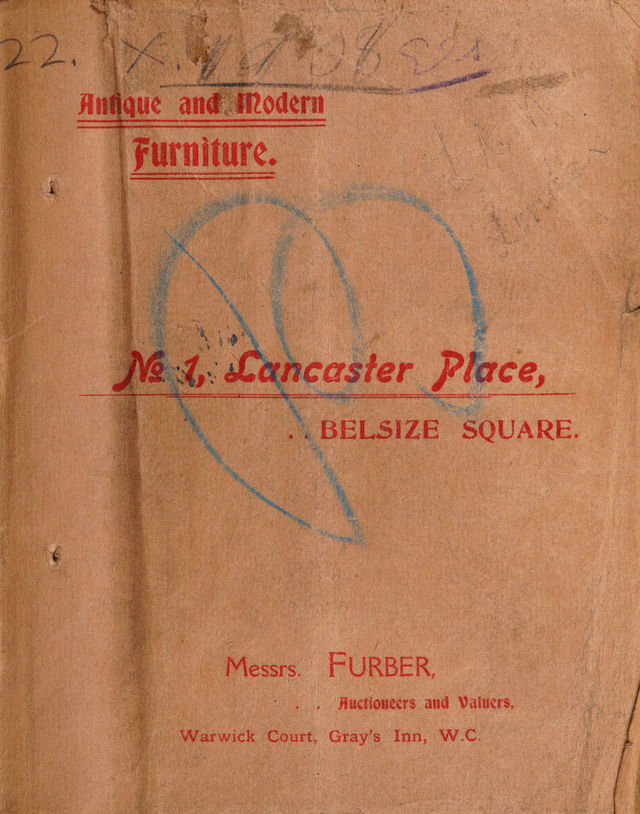 22. X.
Antique and Modern
Furniture.
No 1, Lancaster Place,
. . BELSIZE SQUARE.
Messrs. FURBER,
. . Auctioneers and Valuers,
Warwick Court, Gray's Inn, W.C.